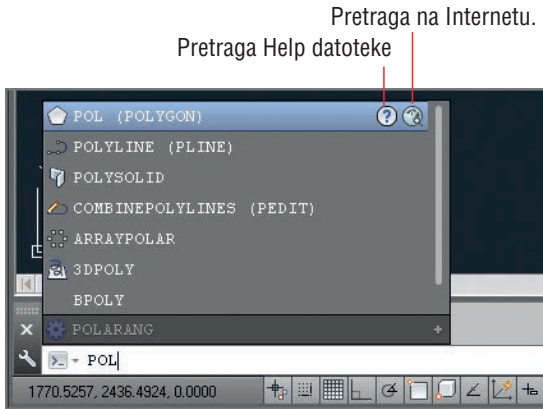 Pretraga na Internetu.
Pretraga Help datoteke
POL (POLYGON)
POLYLINE (PLINE)
POLYSOLID
COMBINEPOLYLINES (PEDIT)
ARRAYPOLAR
3DPOLY
BPOLY
POLARANG +
POL
1770.5257, 2436.4924, 0.0000